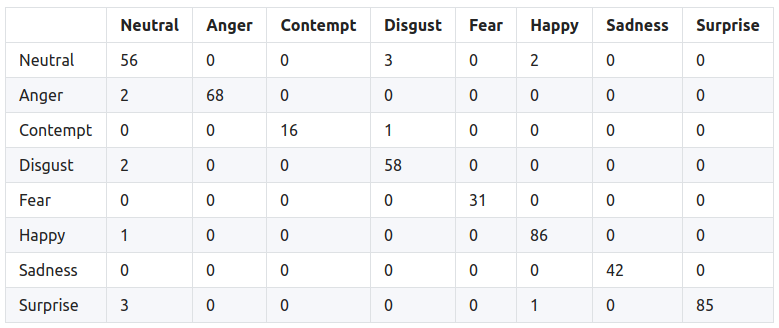 Neutral Anger Contempt Disgust Fear Happy Sadness Surprise
Neutral 56 0 0 3 0 2 0 0
Anger 2 68 0 0 0 0 0 0
Contempt 0 0 16 1 0 0 0 0
Disgust 2 0 0 58 0 0 0 0
Fear 0 0 0 0 31 0 0 0
Happy 1 0 0 0 0 86 0 0
Sadness 0 0 0 0 0 0 42 0
Surprise 3 0 0 0 0 1 0 85